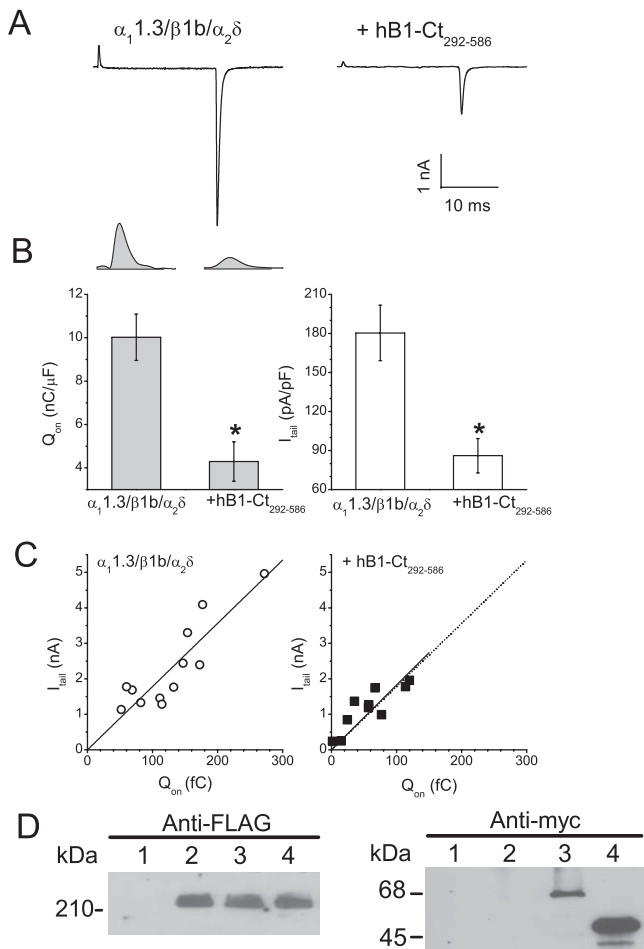 A
α₁1.3/β1b/α₂δ
+ hB1-Ct₂₉₂₋₅₈₆
1 nA
10 ms
B
12
10
8
6
4
Qon (nC/μF)
α₁1.3/β1b/α₂δ
*
+hB1-Ct₂₉₂₋₅₈₆
210
180
150
120
90
60
Itail (pA/pF)
α₁1.3/β1b/α₂δ
*
+hB1-Ct₂₉₂₋₅₈₆
C
α₁1.3/β1b/α₂δ
5
4
3
2
1
0
Itail (nA)
0 100 200 300
Qon (fC)
+ hB1-Ct₂₉₂₋₅₈₆
5
4
3
2
1
0
Itail (nA)
0 100 200 300
Qon (fC)
D
Anti-FLAG
kDa 1 2 3 4
210-
Anti-myc
kDa 1 2 3 4
68
45